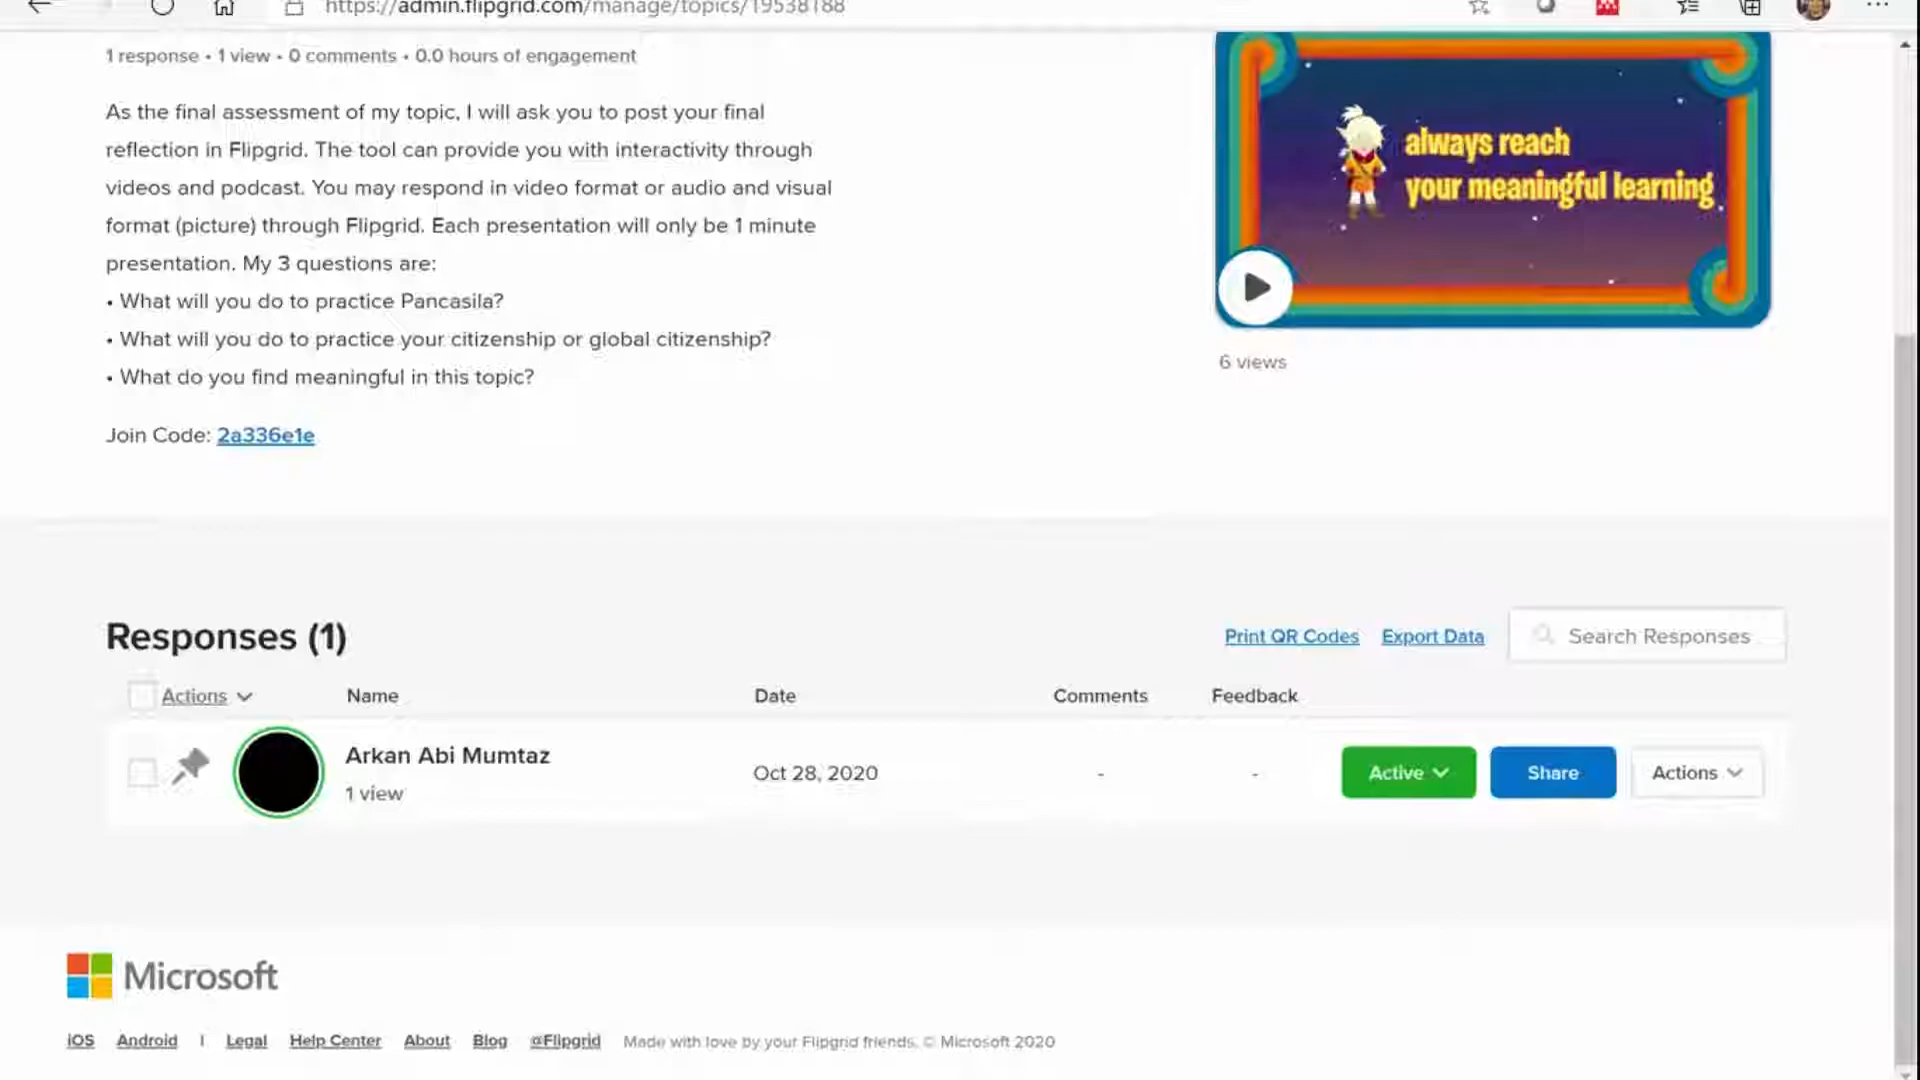 https://admin.flipgrid.com/manage/topics/19538188
1 response • 1 view • 0 comments • 0.0 hours of engagement
As the final assessment of my topic, I will ask you to post your final
reflection in Flipgrid. The tool can provide you with interactivity through
videos and podcast. You may respond in video format or audio and visual
format (picture) through Flipgrid. Each presentation will only be 1 minute
presentation. My 3 questions are:
• What will you do to practice Pancasila?
• What will you do to practice your citizenship or global citizenship?
• What do you find meaningful in this topic?
Join Code: 2a336e1e
always reach
your meaningful learning
6 views
Responses (1)
Print QR Codes Export Data Search Responses
Actions Name Date Comments Feedback
Arkan Abi Mumtaz
1 view
Oct 28, 2020 - - Active Share Actions
Microsoft
iOS Android | Legal Help Center About Blog @Flipgrid Made with love by your Flipgrid friends. © Microsoft 2020